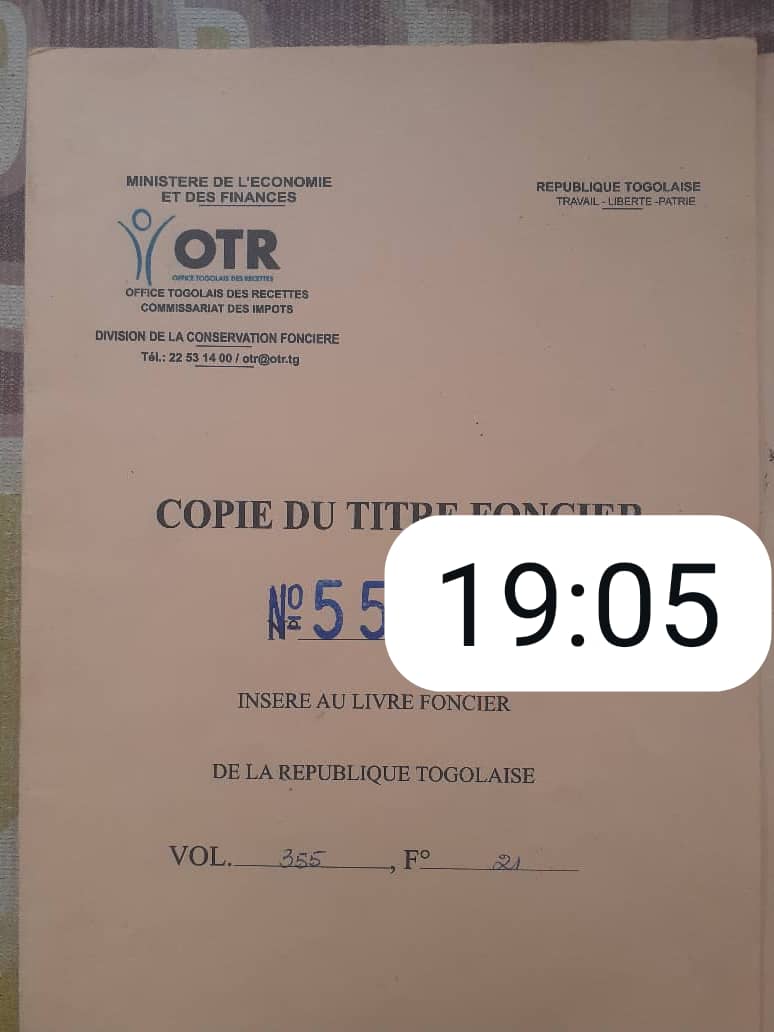 MINISTERE DE L'ECONOMIE
ET DES FINANCES
OTR
OFFICE TOGOLAIS DES RECETTES
OFFICE TOGOLAIS DES RECETTES
COMMISSARIAT DES IMPOTS
DIVISION DE LA CONSERVATION FONCIERE
Tél.: 22 53 14 00 / otr@otr.tg
REPUBLIQUE TOGOLAISE
TRAVAIL - LIBERTE -PATRIE
COPIE DU TITRE FONCIER
Nº 55
19:05
INSERE AU LIVRE FONCIER
DE LA REPUBLIQUE TOGOLAISE
VOL. 355, F° 21